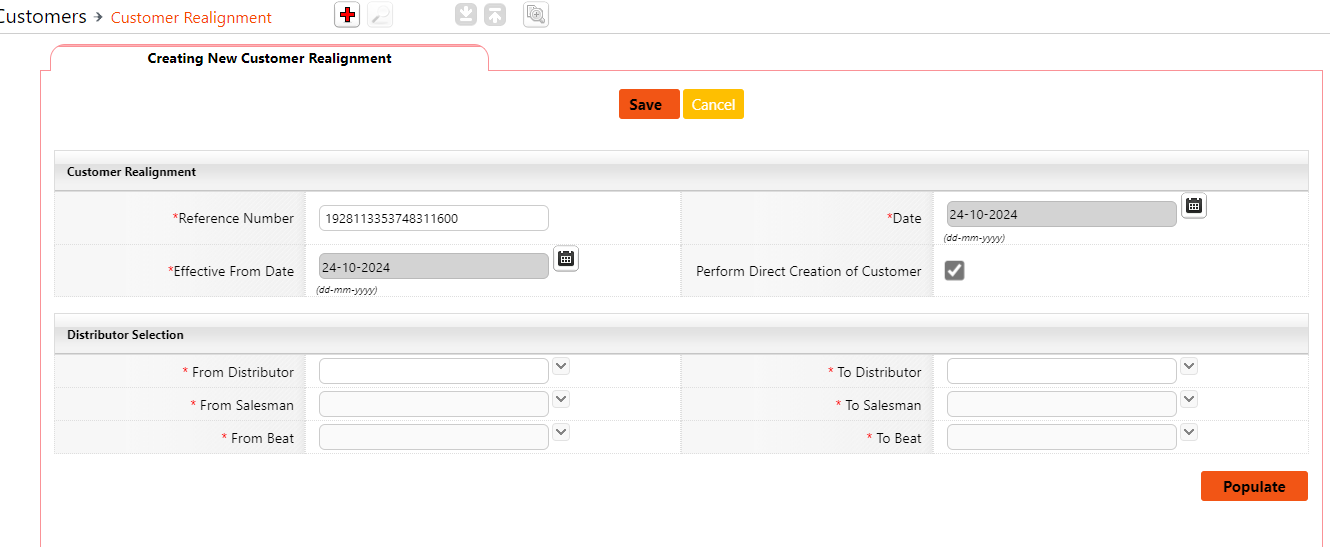 Customers → Customer Realignment
Creating New Customer Realignment
Save Cancel
Customer Realignment
*Reference Number 1928113353748311600 *Date 24-10-2024
(dd-mm-yyyy)
*Effective From Date 24-10-2024 Perform Direct Creation of Customer
(dd-mm-yyyy)
Distributor Selection
* From Distributor * To Distributor
* From Salesman * To Salesman
* From Beat * To Beat
Populate